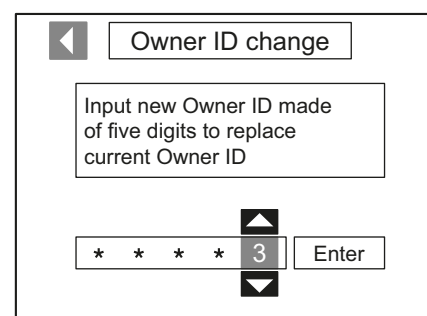 Owner ID change
Input new Owner ID made
of five digits to replace
current Owner ID
* * * * 3 Enter